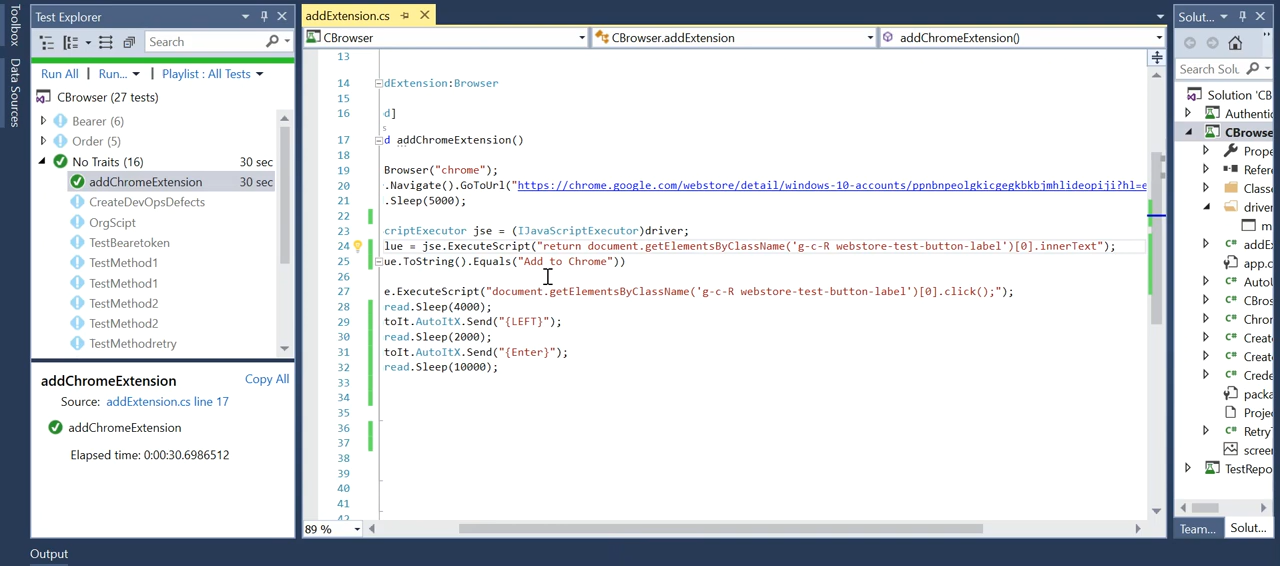 Toolbox
Data Sources
Test Explorer
Search
Run All | Run... | Playlist : All Tests
CBrowser (27 tests)
Bearer (6)
Order (5)
No Traits (16) 30 sec
addChromeExtension 30 sec
CreateDevOpsDefects
OrgScipt
TestBearetoken
TestMethod1
TestMethod1
TestMethod2
TestMethod2
TestMethodretry
addChromeExtension Copy All
Source: addExtension.cs line 17
addChromeExtension
Elapsed time: 0:00:30.6986512
Output
addExtension.cs
CBrowser CBrowser.addExtension addChromeExtension()
13
14 dExtension:Browser
15
16 d]
s
17 d addChromeExtension()
18
19 Browser("chrome");
20 .Navigate().GoToUrl("https://chrome.google.com/webstore/detail/windows-10-accounts/ppnbnpeolgkicgegkbkbjmhlideopiji?hl=e
21 .Sleep(5000);
22
23 criptExecutor jse = (IJavaScriptExecutor)driver;
24 lue = jse.ExecuteScript("return document.getElementsByClassName('g-c-R webstore-test-button-label')[0].innerText");
25 ue.ToString().Equals("Add to Chrome"))
26
27 e.ExecuteScript("document.getElementsByClassName('g-c-R webstore-test-button-label')[0].click();");
28 read.Sleep(4000);
29 toIt.AutoItX.Send("{LEFT}");
30 read.Sleep(2000);
31 toIt.AutoItX.Send("{Enter}");
32 read.Sleep(10000);
33
34
35
36
37
38
39
40
41
42
89 %
Solut...
Search Solu
Solution 'CB
Authentic
CBrowse
Prope
Refere
Classe
driver
m
addEx
app.c
AutoU
CBros
Chron
Create
Create
Crede
packa
Projec
RetryT
screen
TestRepo
Team... Solut...